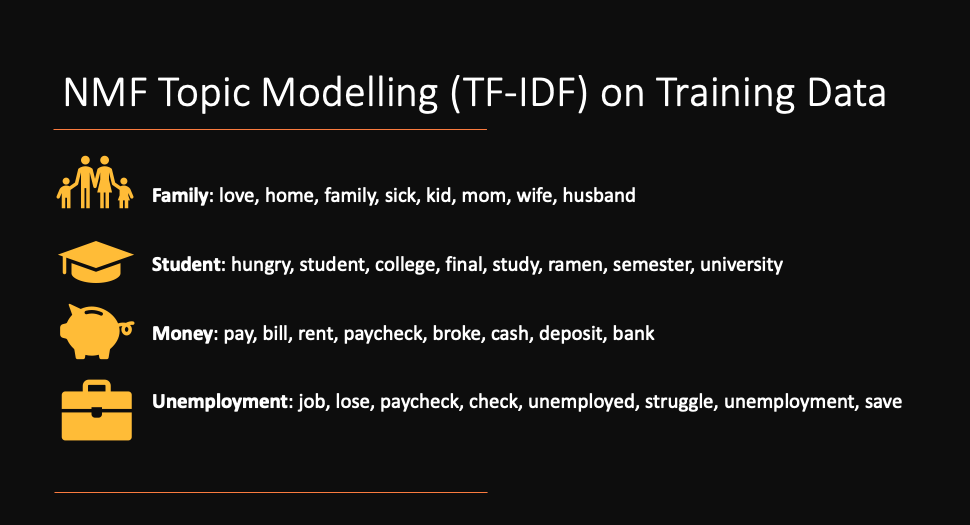 NMF Topic Modelling (TF-IDF) on Training Data
Family: love, home, family, sick, kid, mom, wife, husband
Student: hungry, student, college, final, study, ramen, semester, university
Money: pay, bill, rent, paycheck, broke, cash, deposit, bank
Unemployment: job, lose, paycheck, check, unemployed, struggle, unemployment, save